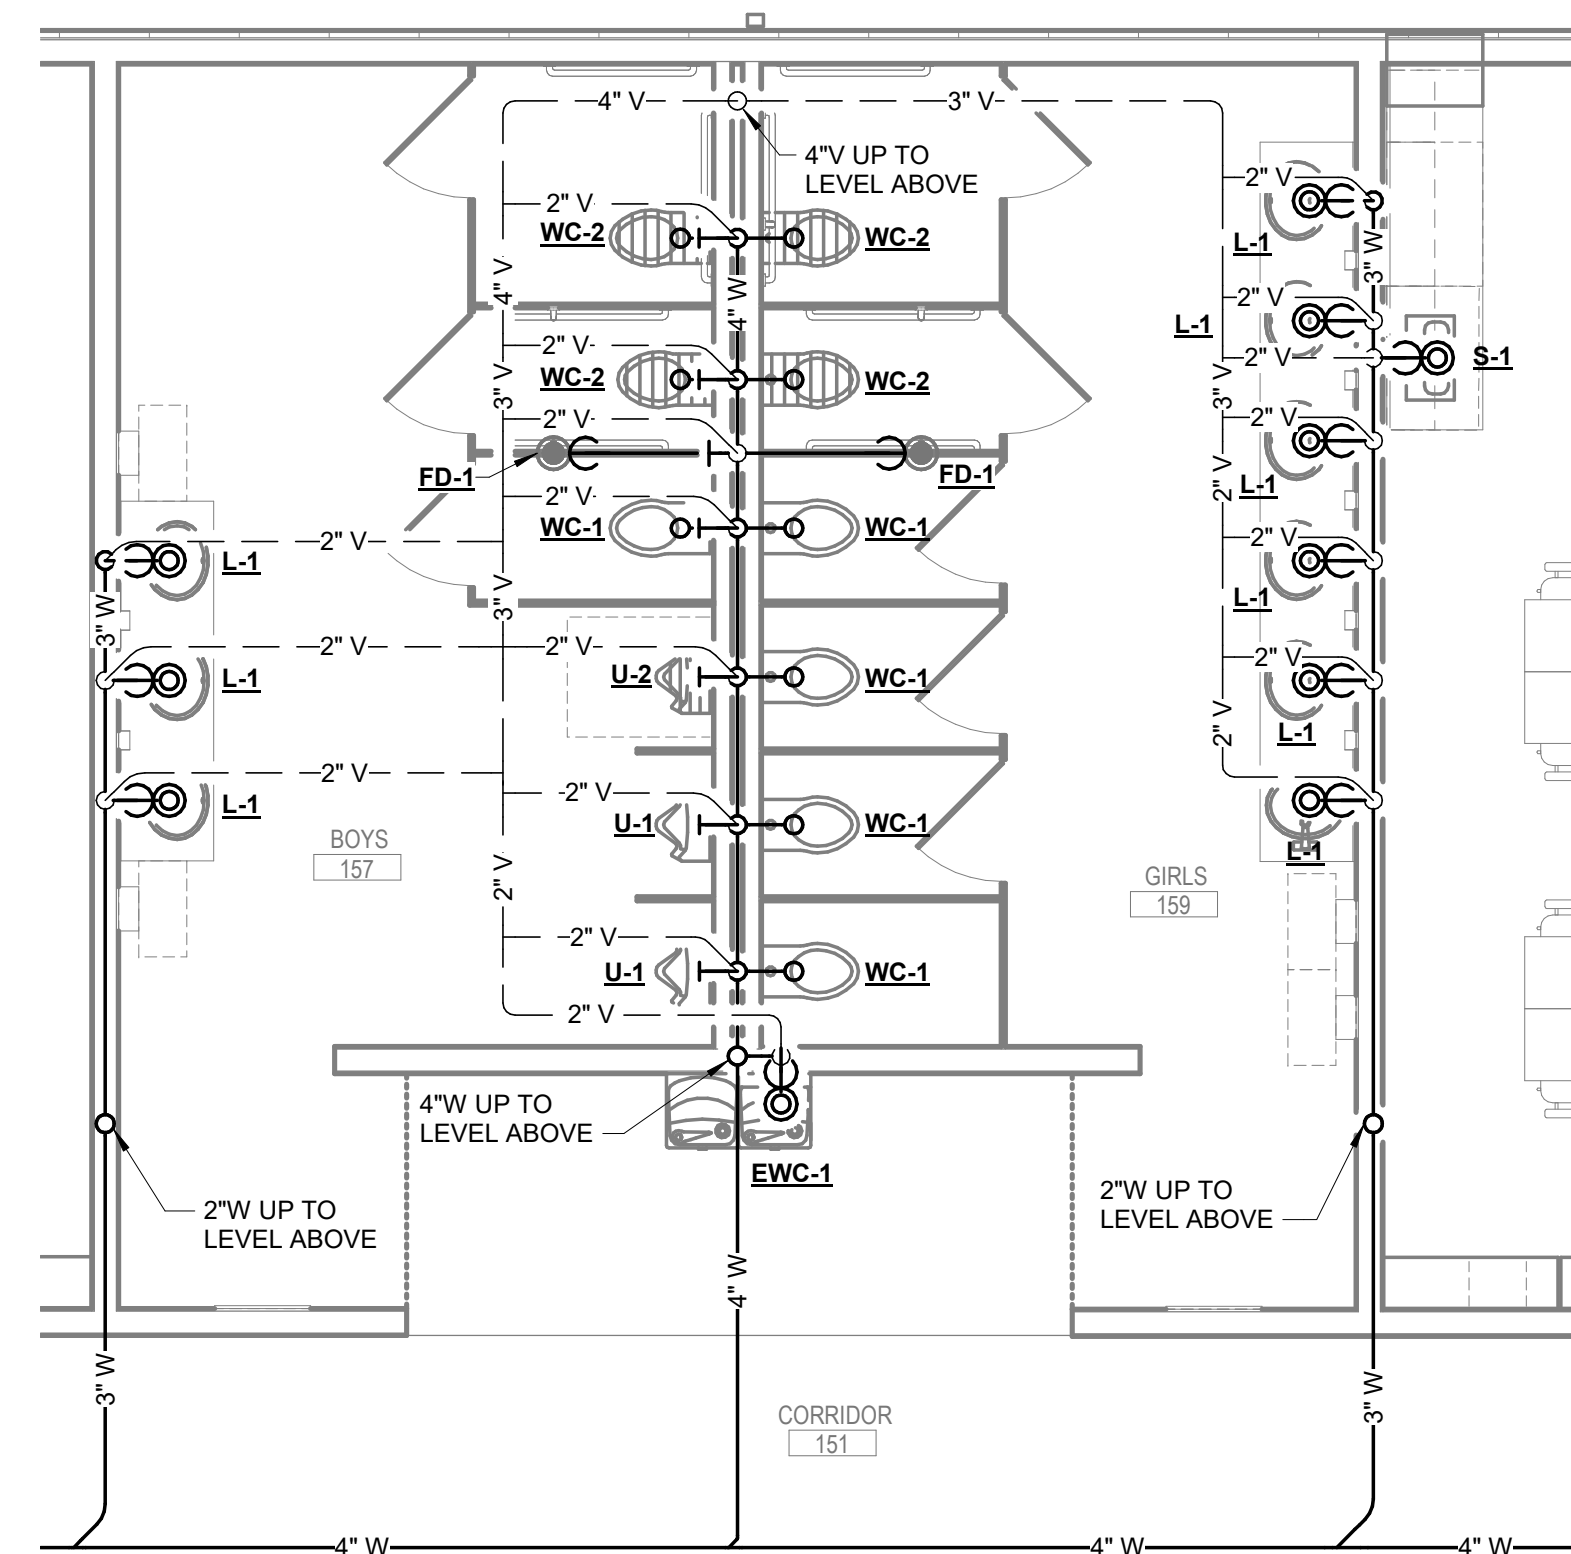 4" V
3" V
4"V UP TO
LEVEL ABOVE
2" V
2" V
WC-2
WC-2
L-1
3" W
4" V
4" W
2" V
L-1
2" V
2" V
S-1
WC-2
WC-2
3" V
3" V
2" V
2" V
FD-1
FD-1
L-1
2" V
2" V
WC-1
WC-1
2" V
2" V
L-1
L-1
3" W
3" V
2" V
2" V
2" V
L-1
U-2
WC-1
L-1
2" V
2" V
-2" V
L-1
U-1
WC-1
BOYS
157
L-1
2" V
GIRLS
159
2" V
U-1
WC-1
2" V
4"W UP TO
LEVEL ABOVE
EWC-1
2"W UP TO
LEVEL ABOVE
2"W UP TO
LEVEL ABOVE
4" W
3" W
3" W
CORRIDOR
151
4" W
4" W
4" W